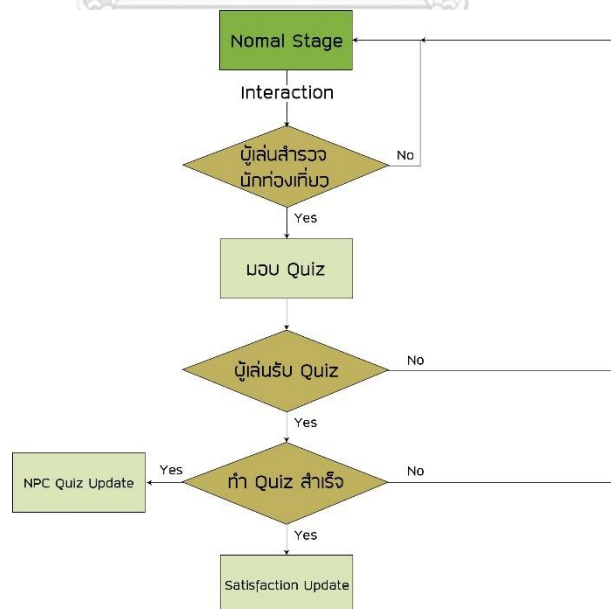 Nomal Stage
Interaction
ผู้เล่นสำรวจ
นักท่องเที่ยว
No
Yes
มอบ Quiz
ผู้เล่นรับ Quiz
No
Yes
ทำ Quiz สำเร็จ
Yes
No
NPC Quiz Update
Yes
Satisfaction Update